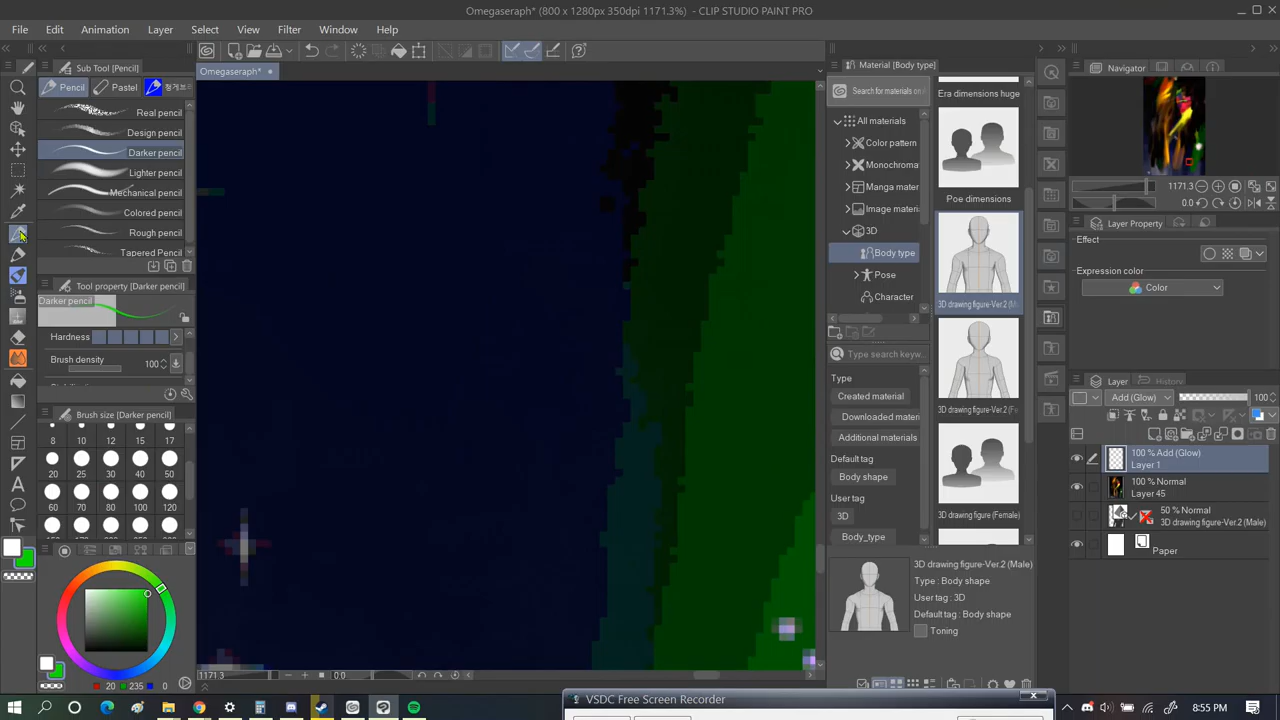 Omegaseraph* (800 x 1280px 350dpi 1171.3%) - CLIP STUDIO PAINT PRO
File Edit Animation Layer Select View Filter Window Help
Sub Tool [Pencil]
Pencil Pastel
Real pencil
Design pencil
Darker pencil
Lighter pencil
Mechanical pencil
Colored pencil
Rough pencil
Tapered Pencil
Tool property [Darker pencil]
Darker pencil
Hardness
Brush density 100
Brush size [Darker pencil]
8 10 12 15 17
20 25 30 40 50
60 70 80 100 120
Omegaseraph*
1171.3
0.0
Material [Body type]
Search for materials on
All materials
Color pattern
Monochroma
Manga mater
Image materi
3D
Body type
Pose
Character
Type search keyw...
Type
Created material
Downloaded mater
Additional materials
Default tag
Body shape
User tag
3D
Body_type
Era dimensions huge
Poe dimensions
3D drawing figure-Ver.2 (M
3D drawing figure-Ver.2 (Fe
3D drawing figure (Female)
3D drawing figure-Ver.2 (Male)
Type : Body shape
User tag : 3D
Default tag : Body shape
Toning
Navigator
1171.3
0.0
Layer Property
Effect
Expression color
Color
Layer History
Add (Glow) 100
100 % Add (Glow)
Layer 1
100 % Normal
Layer 45
50 % Normal
3D drawing figure-Ver.2 (Male)
Paper
20 235 0
VSDC Free Screen Recorder
8:55 PM